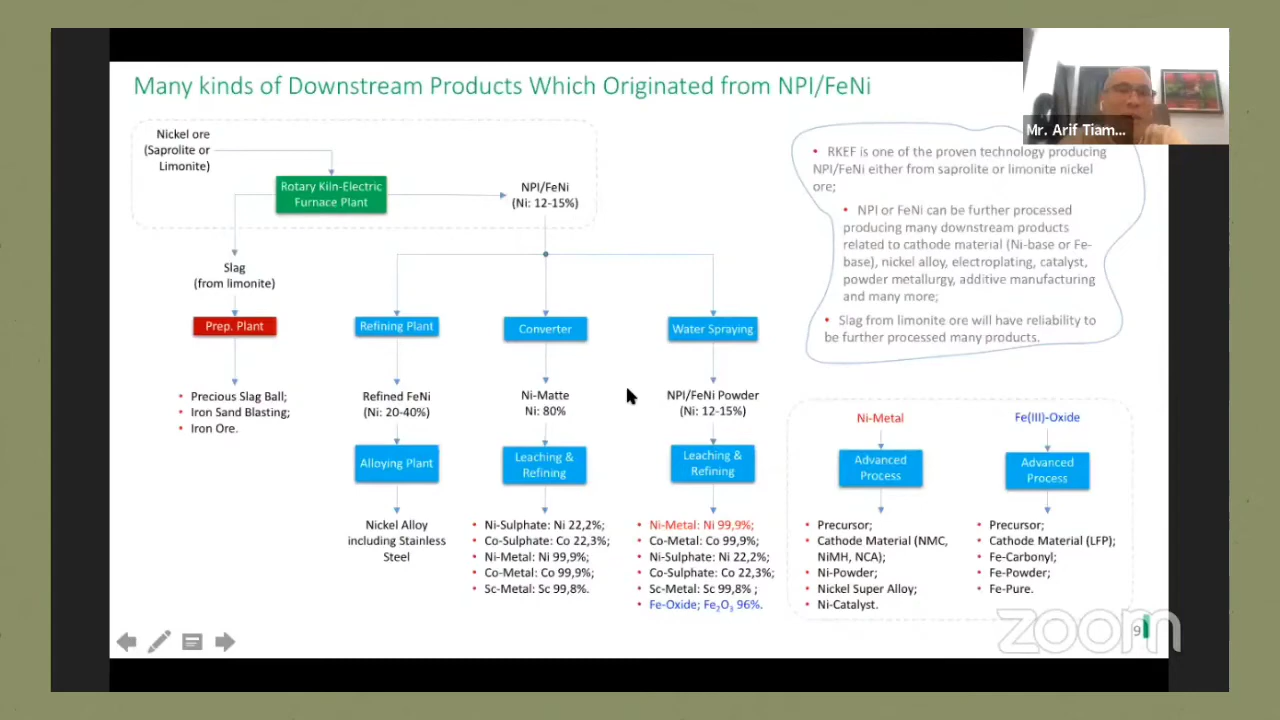 Many kinds of Downstream Products Which Originated from NPI/FeNi
Mr. Arif Tiam...
Nickel ore
(Saprolite or
Limonite)
Rotary Kiln-Electric
Furnace Plant
NPI/FeNi
(Ni: 12-15%)
Slag
(from limonite)
Prep. Plant
• Precious Slag Ball;
• Iron Sand Blasting;
• Iron Ore.
Refining Plant
Refined FeNi
(Ni: 20-40%)
Alloying Plant
Nickel Alloy
including Stainless
Steel
Converter
Ni-Matte
Ni: 80%
Leaching &
Refining
• Ni-Sulphate: Ni 22,2%;
• Co-Sulphate: Co 22,3%;
• Ni-Metal: Ni 99,9%;
• Co-Metal: Co 99,9%;
• Sc-Metal: Sc 99,8%.
Water Spraying
NPI/FeNi Powder
(Ni: 12-15%)
Leaching &
Refining
• Ni-Metal: Ni 99,9%;
• Co-Metal: Co 99,9%;
• Ni-Sulphate: Ni 22,2%;
• Co-Sulphate: Co 22,3%;
• Sc-Metal: Sc 99,8% ;
• Fe-Oxide; Fe₂O₃ 96%.
• RKEF is one of the proven technology producing
NPI/FeNi either from saprolite or limonite nickel
ore;
• NPI or FeNi can be further processed
producing many downstream products
related to cathode material (Ni-base or Fe-
base), nickel alloy, electroplating, catalyst,
powder metallurgy, additive manufacturing
and many more;
• Slag from limonite ore will have reliability to
be further processed many products.
Ni-Metal
Advanced
Process
• Precursor;
• Cathode Material (NMC,
NiMH, NCA);
• Ni-Powder;
• Nickel Super Alloy;
• Ni-Catalyst.
Fe(III)-Oxide
Advanced
Process
• Precursor;
• Cathode Material (LFP);
• Fe-Carbonyl;
• Fe-Powder;
• Fe-Pure.
zoom
9